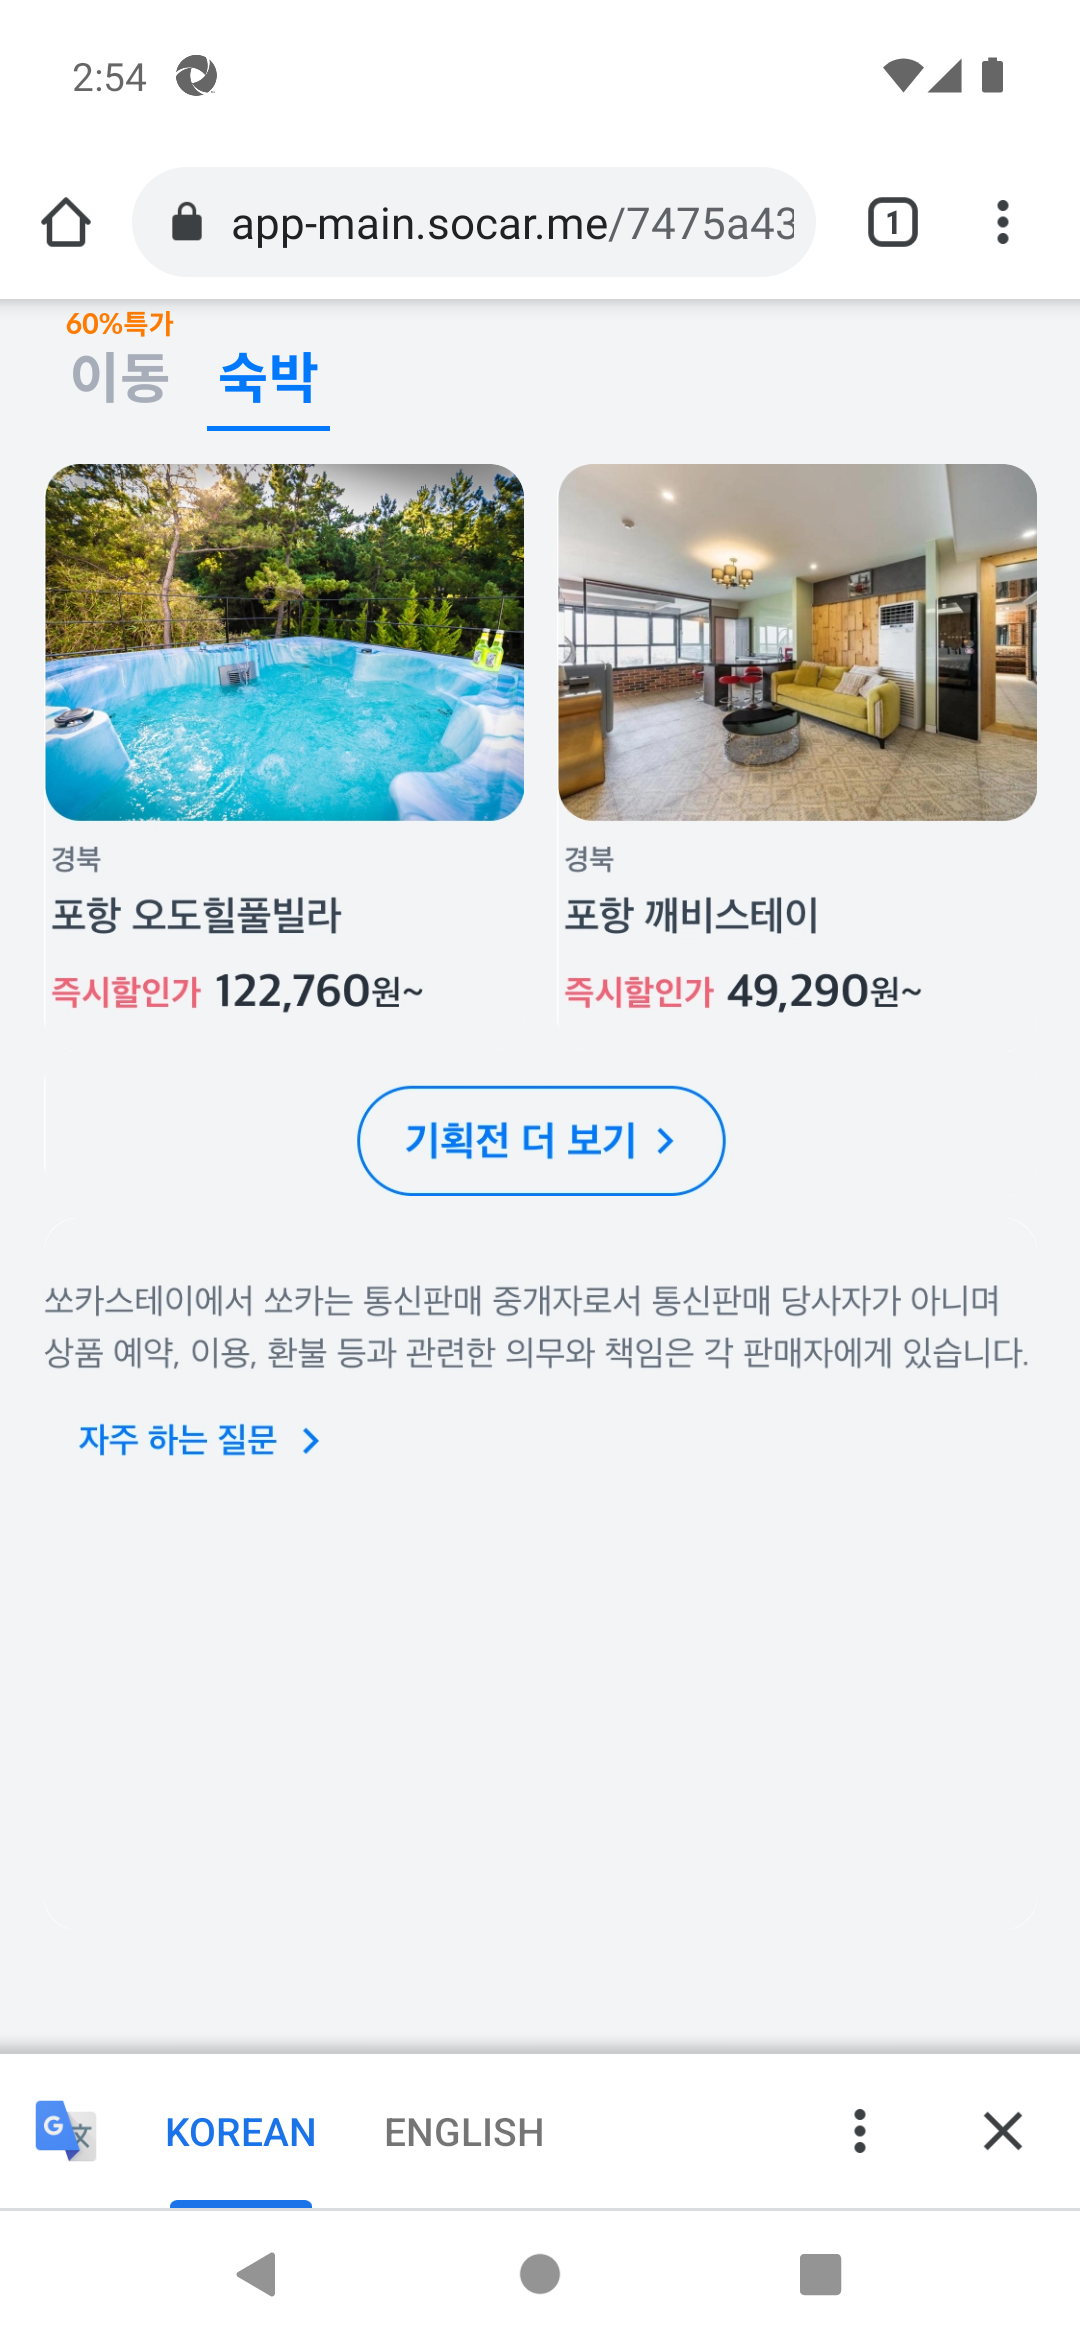 2:54
app-main.socar.me/7475a43
1
60%특가
이동 숙박
경북
포항 오도힐풀빌라
즉시할인가 122,760원~
경북
포항 깨비스테이
즉시할인가 49,290원~
기획전 더 보기
쏘카스테이에서 쏘카는 통신판매 중개자로서 통신판매 당사자가 아니며
상품 예약, 이용, 환불 등과 관련한 의무와 책임은 각 판매자에게 있습니다.
자주 하는 질문
G 文
KOREAN ENGLISH